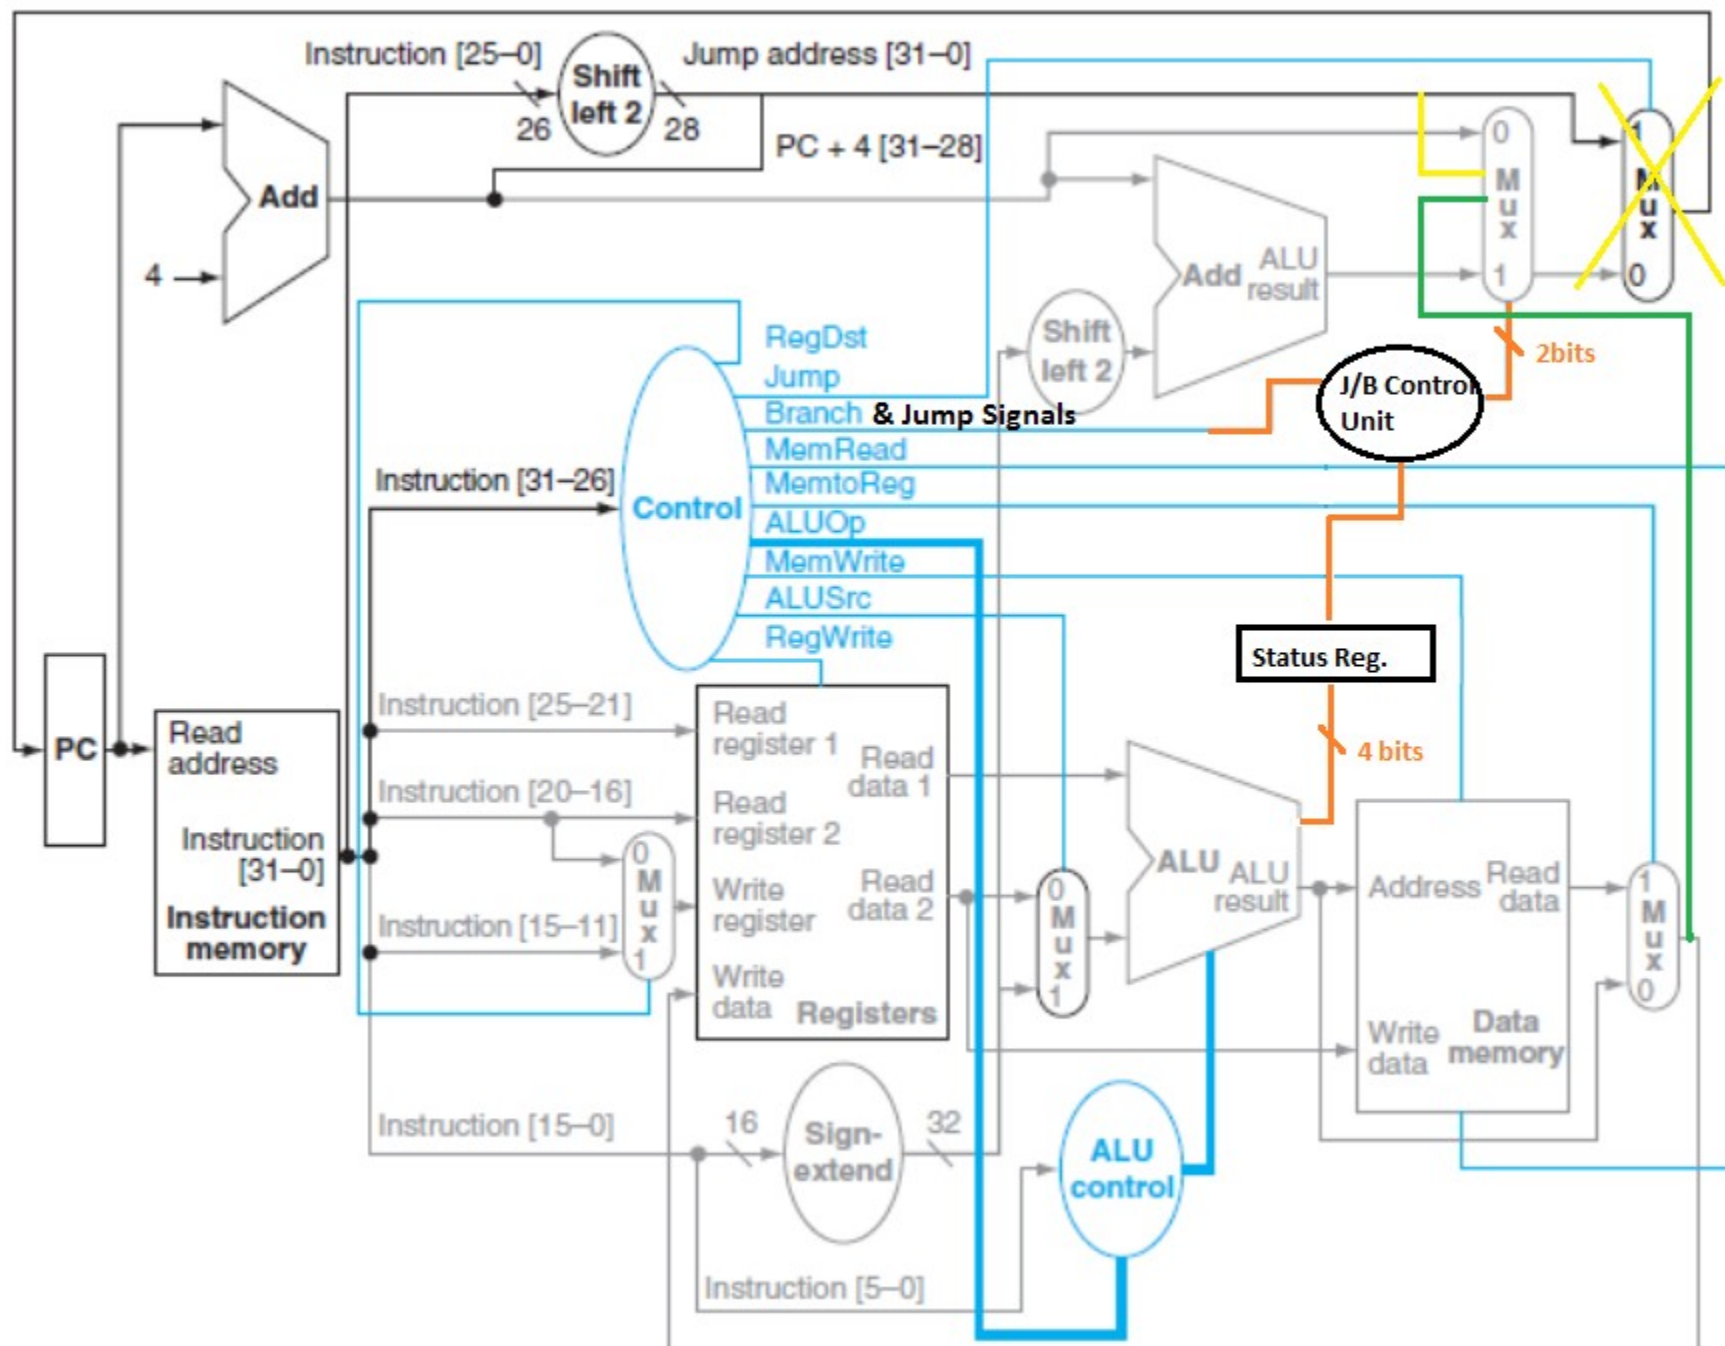 Instruction [25–0]
Shift
left 2
Jump address [31–0]
26
28
PC + 4 [31–28]
Add
4
0
M
u
x
1
1
M
u
x
0
Add
ALU
result
Shift
left 2
2bits
J/B Control
Unit
RegDst
Jump
Branch & Jump Signals
MemRead
MemtoReg
ALUOp
MemWrite
ALUSrc
RegWrite
Instruction [31–26]
Control
Status Reg.
4 bits
PC
Read
address
Instruction
[31–0]
Instruction
memory
Instruction [25–21]
Instruction [20–16]
Instruction [15–11]
0
M
u
x
1
Read
register 1
Read
register 2
Write
register
Write
data
Read
data 1
Read
data 2
Registers
0
M
u
x
1
ALU
ALU
result
Address
Read
data
Write
data
Data
memory
1
M
u
x
0
Instruction [15–0]
16
Sign-
extend
32
ALU
control
Instruction [5–0]